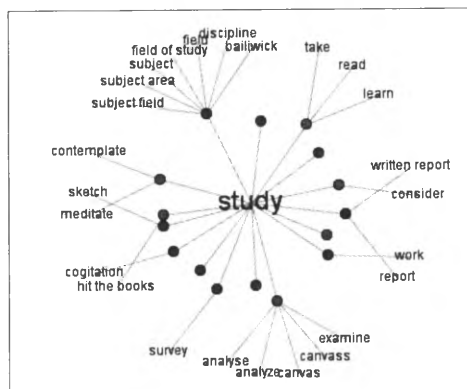 discipline
field
bailiwick
field of study
subject
subject area
subject field
take
read
learn
contemplate
written report
sketch
study
consider
meditate
work
cogitation
hit the books
report
examine
survey
canvass
analyse
analyze
canvas